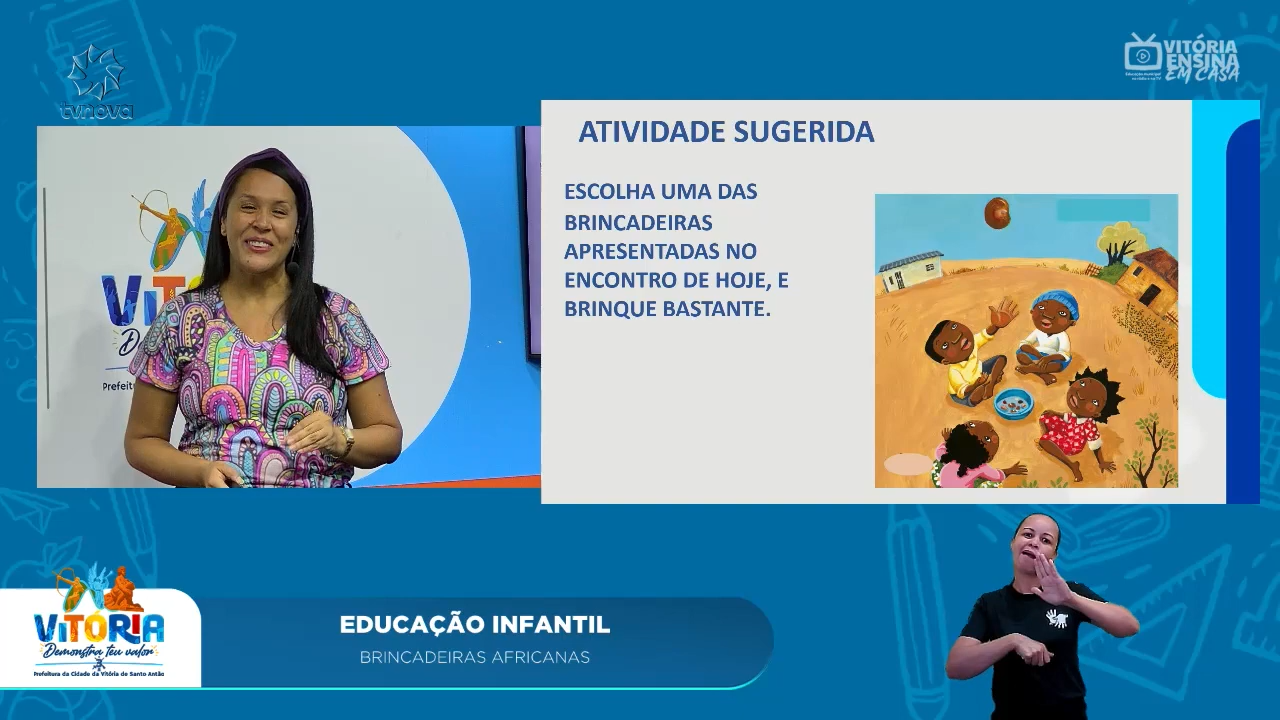 tvnova
VITÓRIA
ENSINA
EM CASA
ATIVIDADE SUGERIDA
ESCOLHA UMA DAS
BRINCADEIRAS
APRESENTADAS NO
ENCONTRO DE HOJE, E
BRINQUE BASTANTE.
VITÓRIA
EDUCAÇÃO INFANTIL
BRINCADEIRAS AFRICANAS
VITÓRIA
Demonstra teu valor
Prefeitura da Cidade da Vitória de Santo Antão